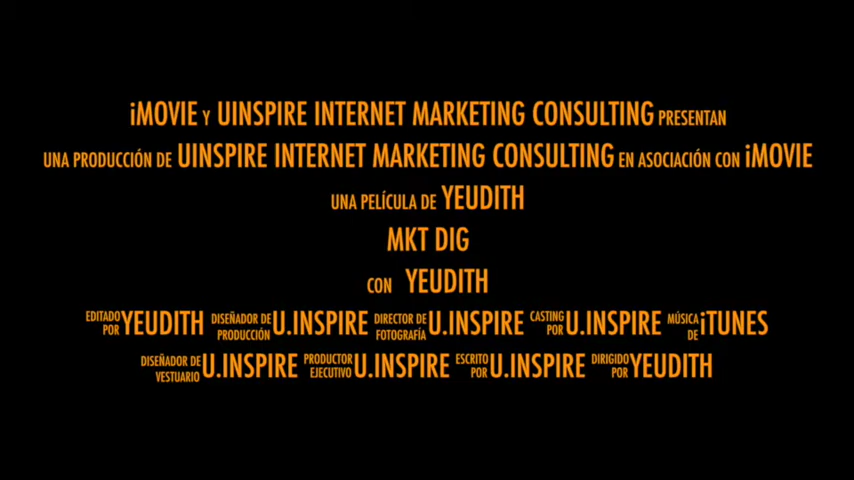 iMOVIE Y UINSPIRE INTERNET MARKETING CONSULTING PRESENTAN
UNA PRODUCCIÓN DE UINSPIRE INTERNET MARKETING CONSULTING EN ASOCIACIÓN CON iMOVIE
UNA PELÍCULA DE YEUDITH
MKT DIG
CON YEUDITH
EDITADO POR YEUDITH DISEÑADOR DE PRODUCCIÓN U.INSPIRE DIRECTOR DE FOTOGRAFÍA U.INSPIRE CASTING POR U.INSPIRE MÚSICA DE iTUNES
DISEÑADOR DE VESTUARIO U.INSPIRE PRODUCTOR EJECUTIVO U.INSPIRE ESCRITO POR U.INSPIRE DIRIGIDO POR YEUDITH